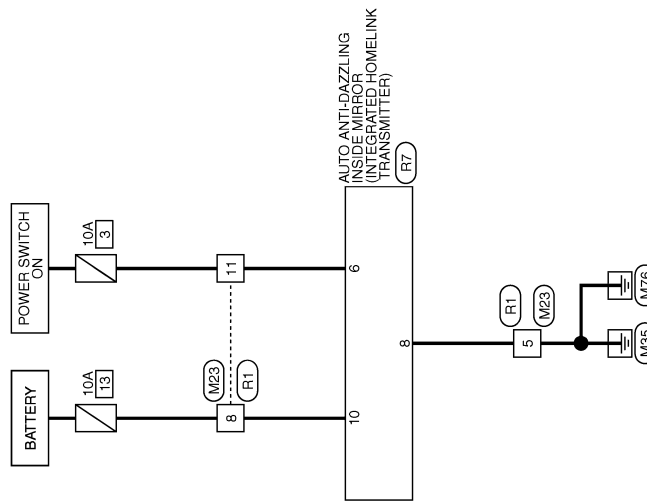 BATTERY
10A
13
M23
8
R1
10
POWER SWITCH
ON
10A
3
11
6
AUTO ANTI-DAZZLING
INSIDE MIRROR
(INTEGRATED HOMELINK
TRANSMITTER)
R7
8
R1
5
M23
M35
M76